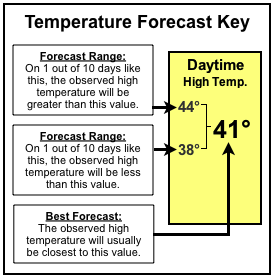 Temperature Forecast Key
Forecast Range:
On 1 out of 10 days like
this, the observed high
temperature will be
greater than this value.
Forecast Range:
On 1 out of 10 days like
this, the observed high
temperature will be less
than this value.
Best Forecast:
The observed high
temperature will usually
be closest to this value.
Daytime
High Temp.
44°
41°
38°